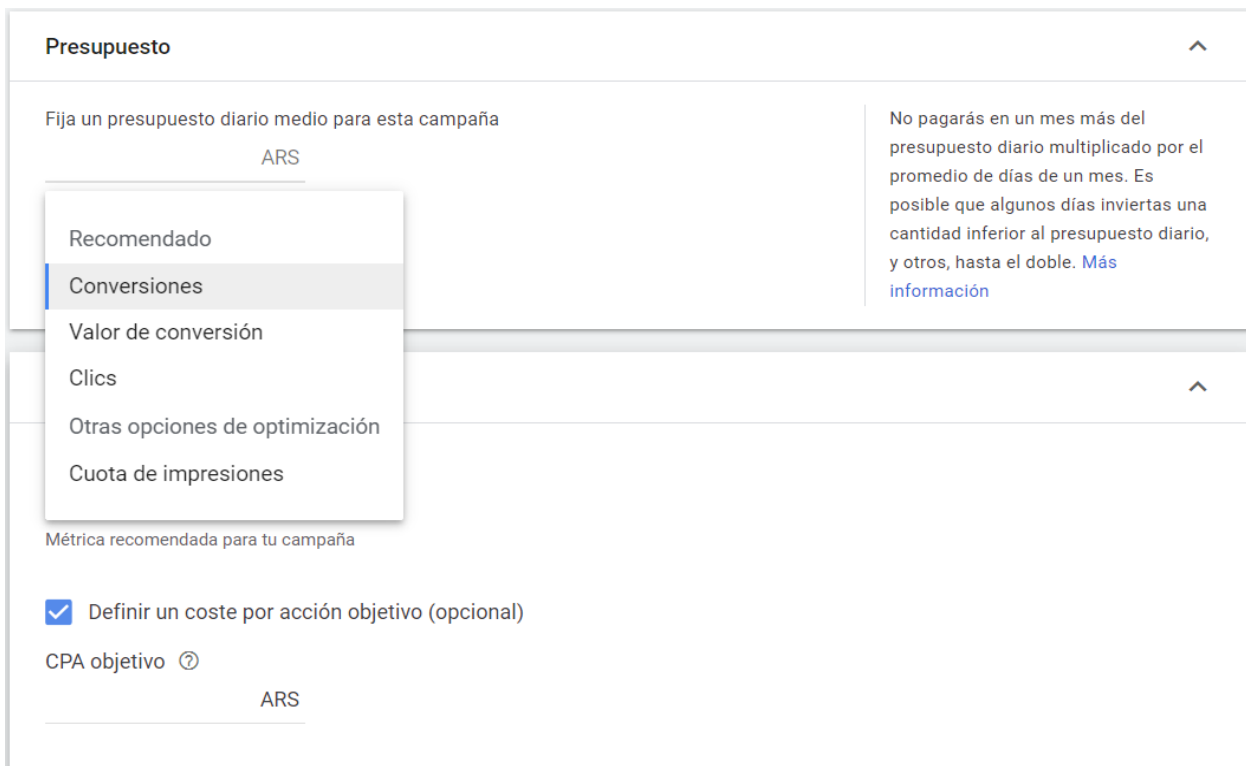 Presupuesto
Fija un presupuesto diario medio para esta campaña
ARS
No pagarás en un mes más del
presupuesto diario multiplicado por el
promedio de días de un mes. Es
posible que algunos días inviertas una
cantidad inferior al presupuesto diario,
y otros, hasta el doble. Más
información
Recomendado
Conversiones
Valor de conversión
Clics
Otras opciones de optimización
Cuota de impresiones
Métrica recomendada para tu campaña
Definir un coste por acción objetivo (opcional)
CPA objetivo
ARS